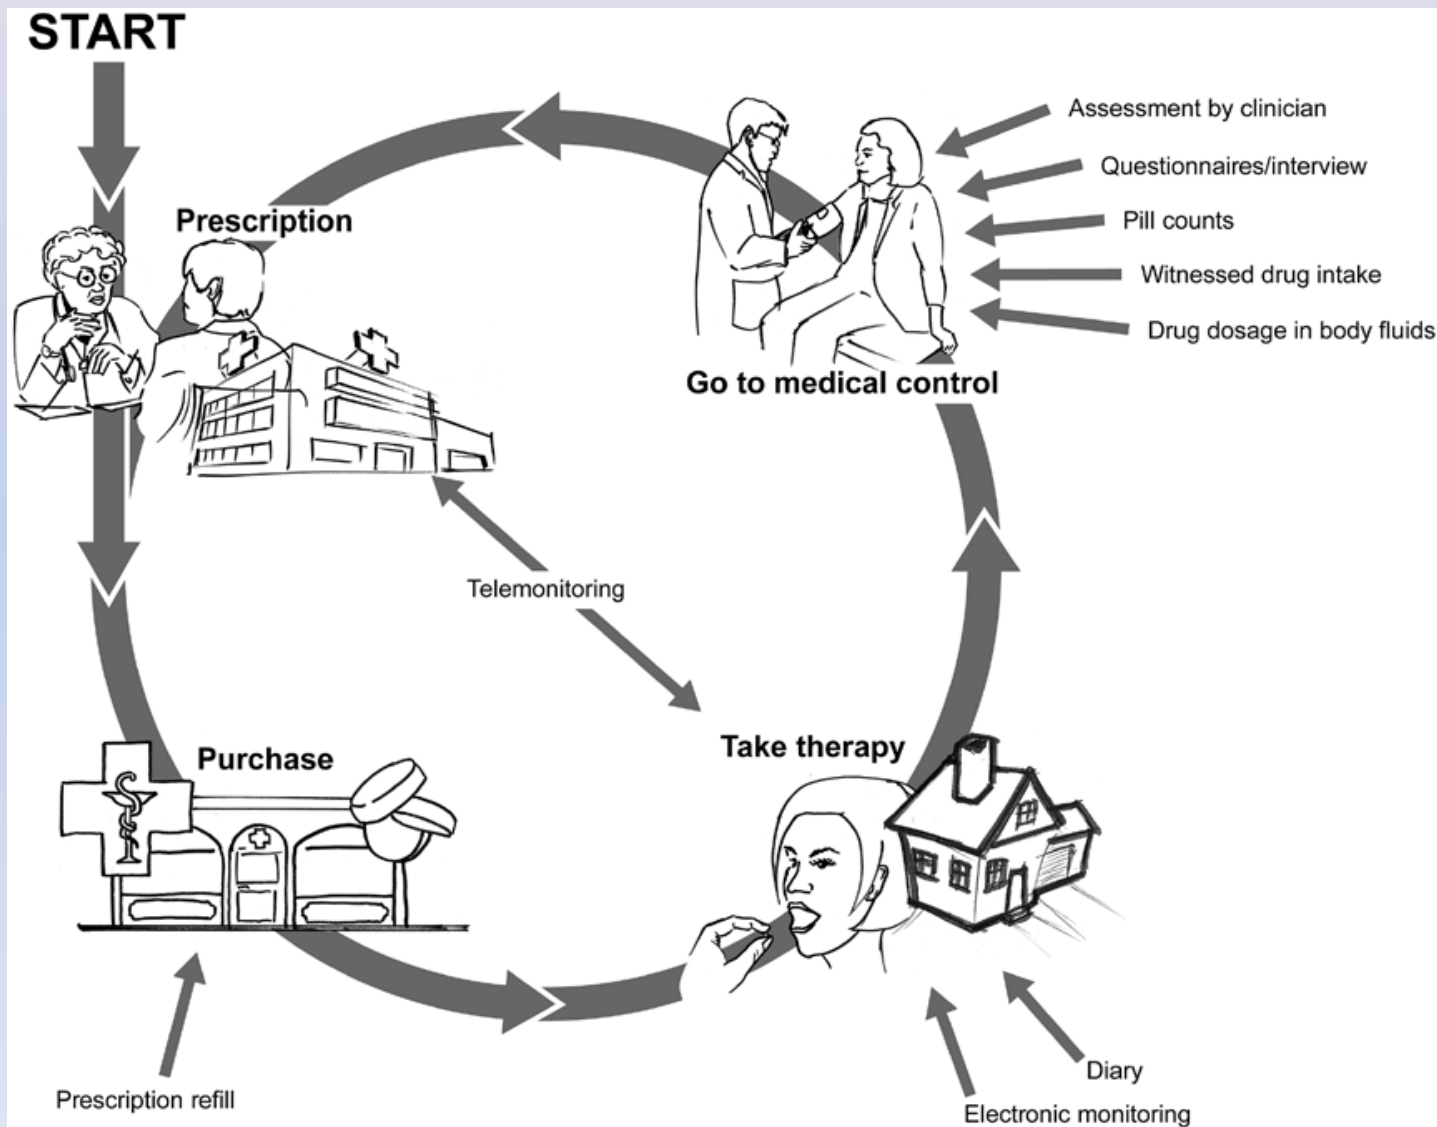 START
Assessment by clinician
Questionnaires/interview
Prescription
Pill counts
Witnessed drug intake
Drug dosage in body fluids
Go to medical control
Telemonitoring
Purchase
Take therapy
Prescription refill
Diary
Electronic monitoring